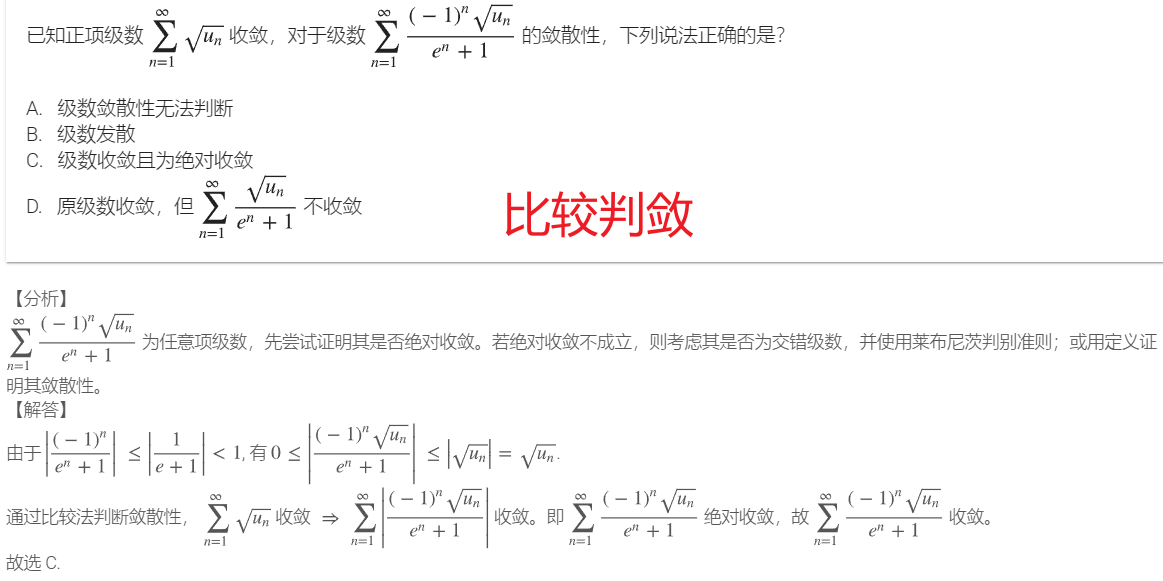 已知正项级数 $\sum_{n=1}^{\infty} \sqrt{u_n}$ 收敛，对于级数 $\sum_{n=1}^{\infty} \frac{(-1)^n \sqrt{u_n}}{e^n + 1}$ 的敛散性，下列说法正确的是？
A. 级数敛散性无法判断
B. 级数发散
C. 级数收敛且为绝对收敛
D. 原级数收敛，但 $\sum_{n=1}^{\infty} \frac{\sqrt{u_n}}{e^n + 1}$ 不收敛
比较判敛
【分析】
$\sum_{n=1}^{\infty} \frac{(-1)^n \sqrt{u_n}}{e^n + 1}$ 为任意项级数，先尝试证明其是否绝对收敛。若绝对收敛不成立，则考虑其是否为交错级数，并使用莱布尼茨判别准则；或用定义证
明其敛散性。
【解答】
由于 $\left|\frac{(-1)^n}{e^n + 1}\right| \leq \left|\frac{1}{e + 1}\right| < 1$, 有 $0 \leq \left|\frac{(-1)^n \sqrt{u_n}}{e^n + 1}\right| \leq \left|\sqrt{u_n}\right| = \sqrt{u_n}$.
通过比较法判断敛散性， $\sum_{n=1}^{\infty} \sqrt{u_n}$ 收敛 $\Rightarrow$ $\sum_{n=1}^{\infty} \left|\frac{(-1)^n \sqrt{u_n}}{e^n + 1}\right|$ 收敛。即 $\sum_{n=1}^{\infty} \frac{(-1)^n \sqrt{u_n}}{e^n + 1}$ 绝对收敛，故 $\sum_{n=1}^{\infty} \frac{(-1)^n \sqrt{u_n}}{e^n + 1}$ 收敛。
故选 C.